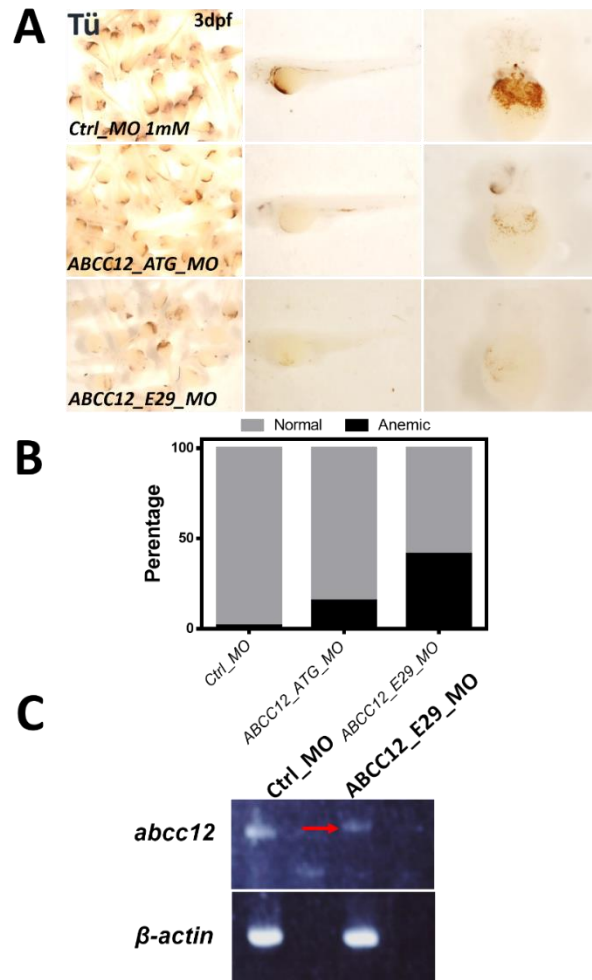 A
Tü
3dpf
Ctrl_MO 1mM
ABCC12_ATG_MO
ABCC12_E29_MO
B
Normal
Anemic
100
50
0
Perentage
Ctrl_MO
ABCC12_ATG_MO
ABCC12_E29_MO
C
Ctrl_MO
ABCC12_E29_MO
abcc12
β-actin